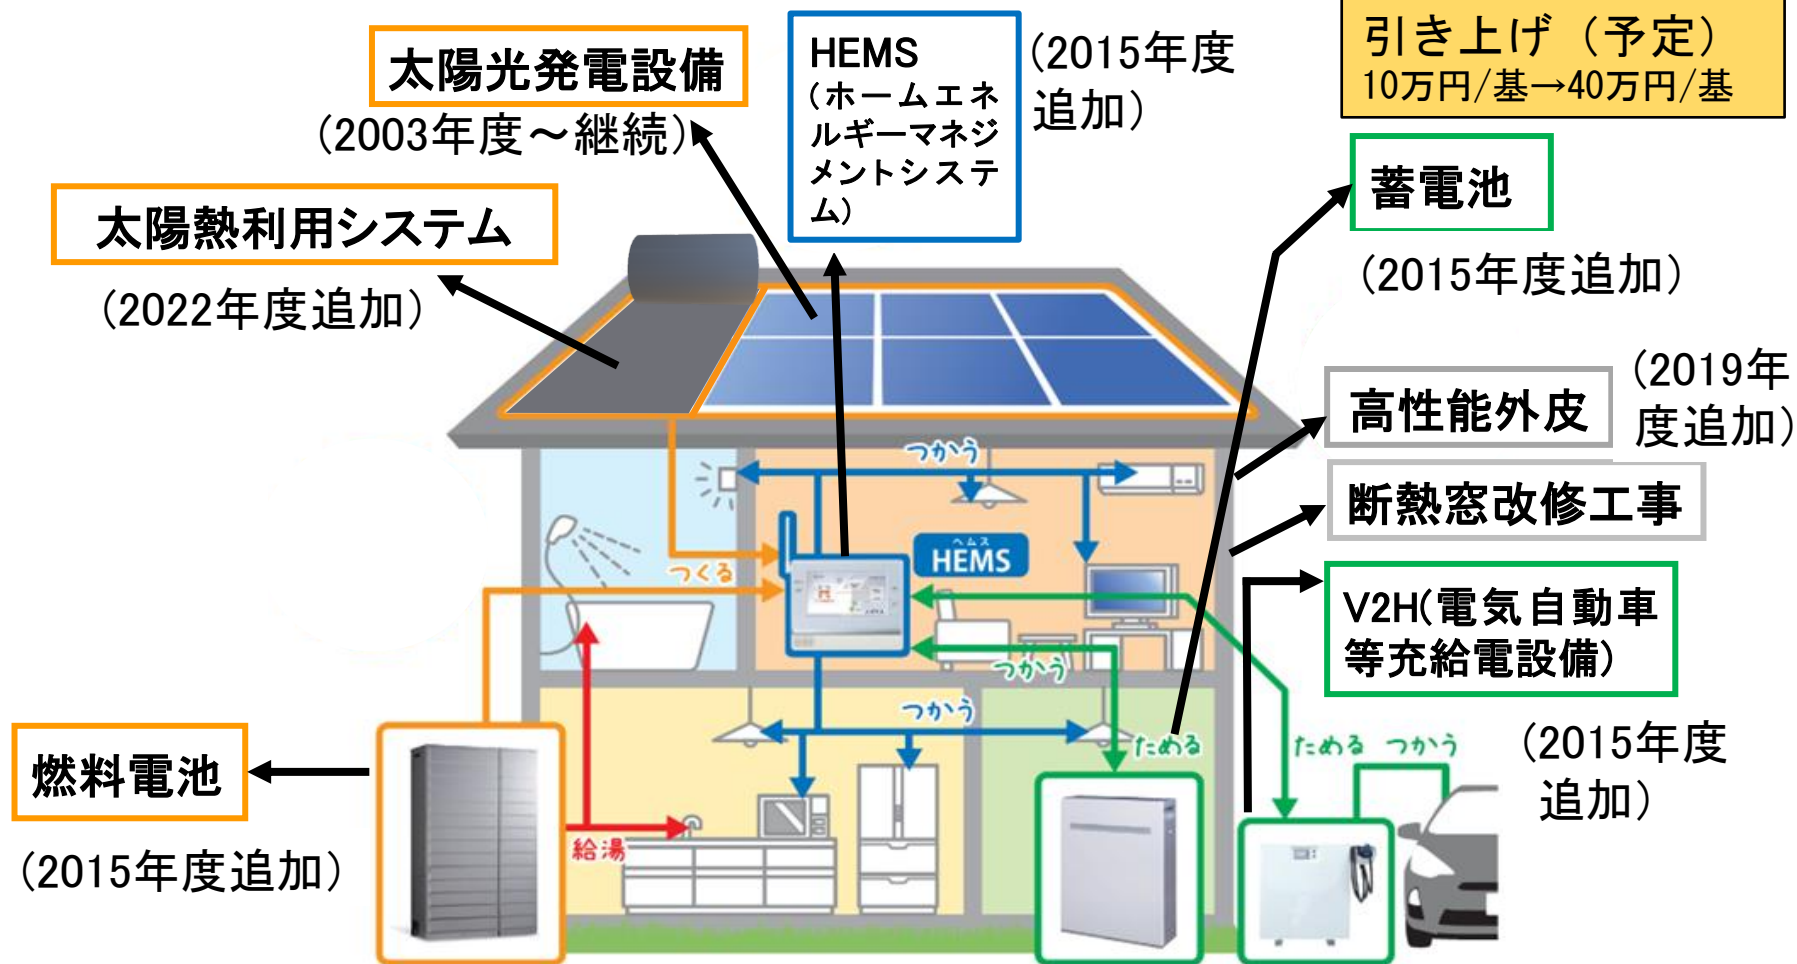 引き上げ（予定）
10万円/基→40万円/基
太陽光発電設備
（2003年度～継続）
HEMS
（ホームエネ
ルギーマネジ
メントシステ
ム）
（2015年度
追加）
蓄電池
（2015年度追加）
太陽熱利用システム
（2022年度追加）
高性能外皮
（2019年
度追加）
断熱窓改修工事
V2H(電気自動車
等充給電設備)
（2015年度
追加）
燃料電池
（2015年度追加）
つかう
ヘムス
HEMS
つくる
つかう
つかう
ためる
ためる つかう
給湯